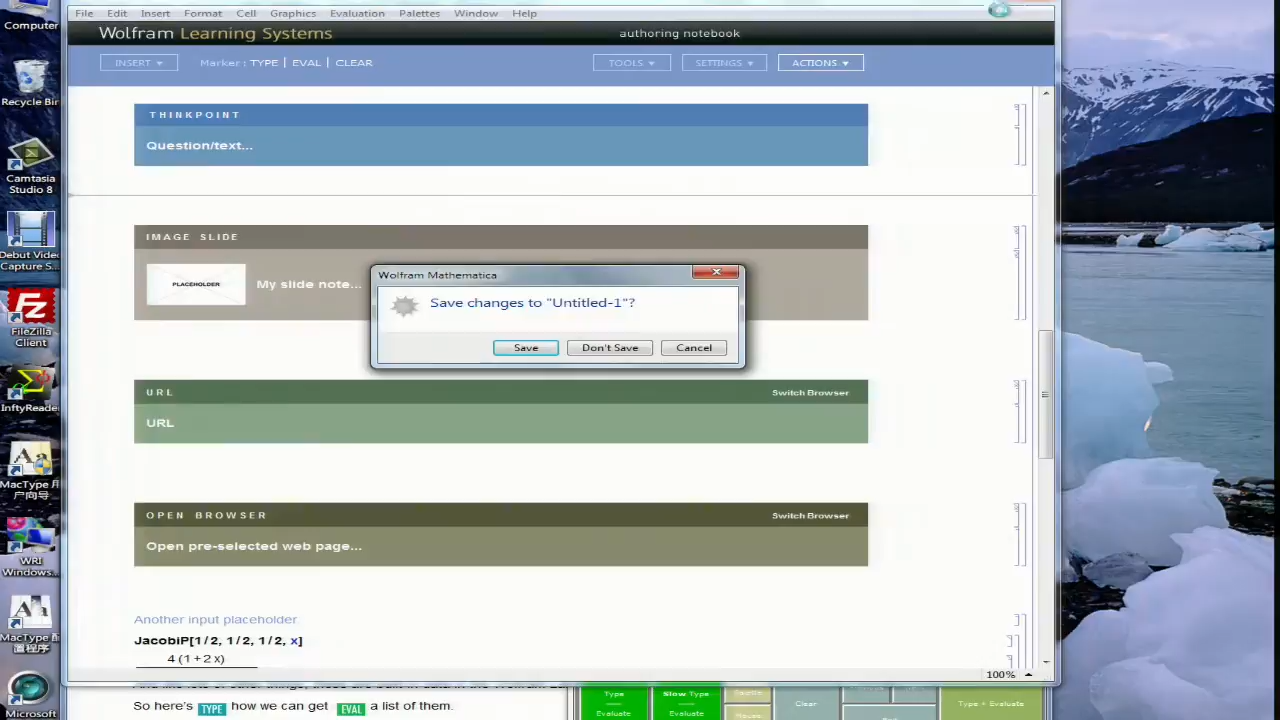 File Edit Insert Format Cell Graphics Evaluation Palettes Window Help
Wolfram Learning Systems
authoring notebook
INSERT Marker: TYPE | EVAL | CLEAR TOOLS SETTINGS ACTIONS
THINKPOINT
Question/text...
IMAGE SLIDE
PLACEHOLDER
My slide note...
Wolfram Mathematica
Save changes to "Untitled-1"?
Save Don't Save Cancel
URL Switch Browser
URL
OPEN BROWSER Switch Browser
Open pre-selected web page...
Another input placeholder
JacobiP[1/2, 1/2, 1/2, x]
4 (1+2 x)
100%
So here's TYPE how we can get EVAL a list of them.
Type
Evaluate
Slow Type
Evaluate
Clear
Type + Evaluate
Computer
Recycle Bin
Camtasia
Studio 8
Debut Video
Capture S...
FileZilla
Client
InftyReader
MacType 用
户向导
WRI
Windows...
MacType 配
置程序
Microsoft